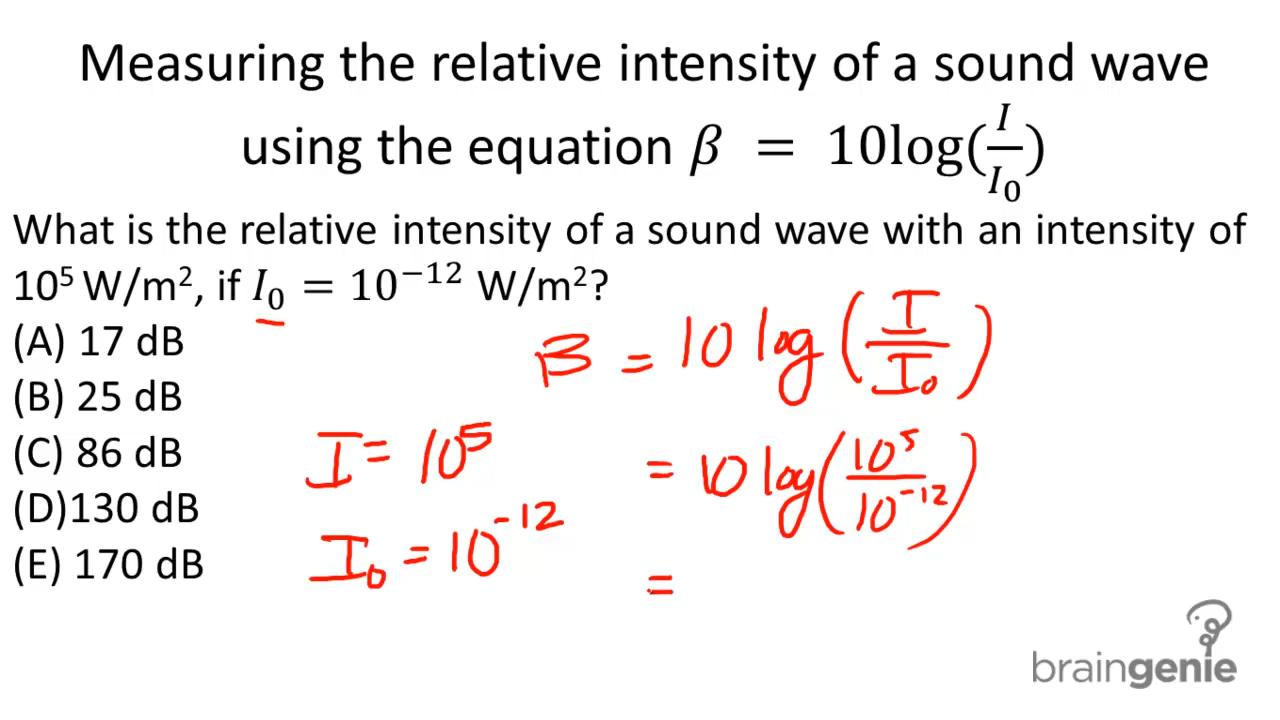 Measuring the relative intensity of a sound wave
using the equation β = 10log(I/I₀)
What is the relative intensity of a sound wave with an intensity of
10⁵ W/m², if I₀ = 10⁻¹² W/m²?
(A) 17 dB
(B) 25 dB
(C) 86 dB
(D)130 dB
(E) 170 dB
β = 10 log(I/I₀)
I = 10⁵
= 10 log(10⁵/10⁻¹²)
I₀ = 10⁻¹²
=
braingenie